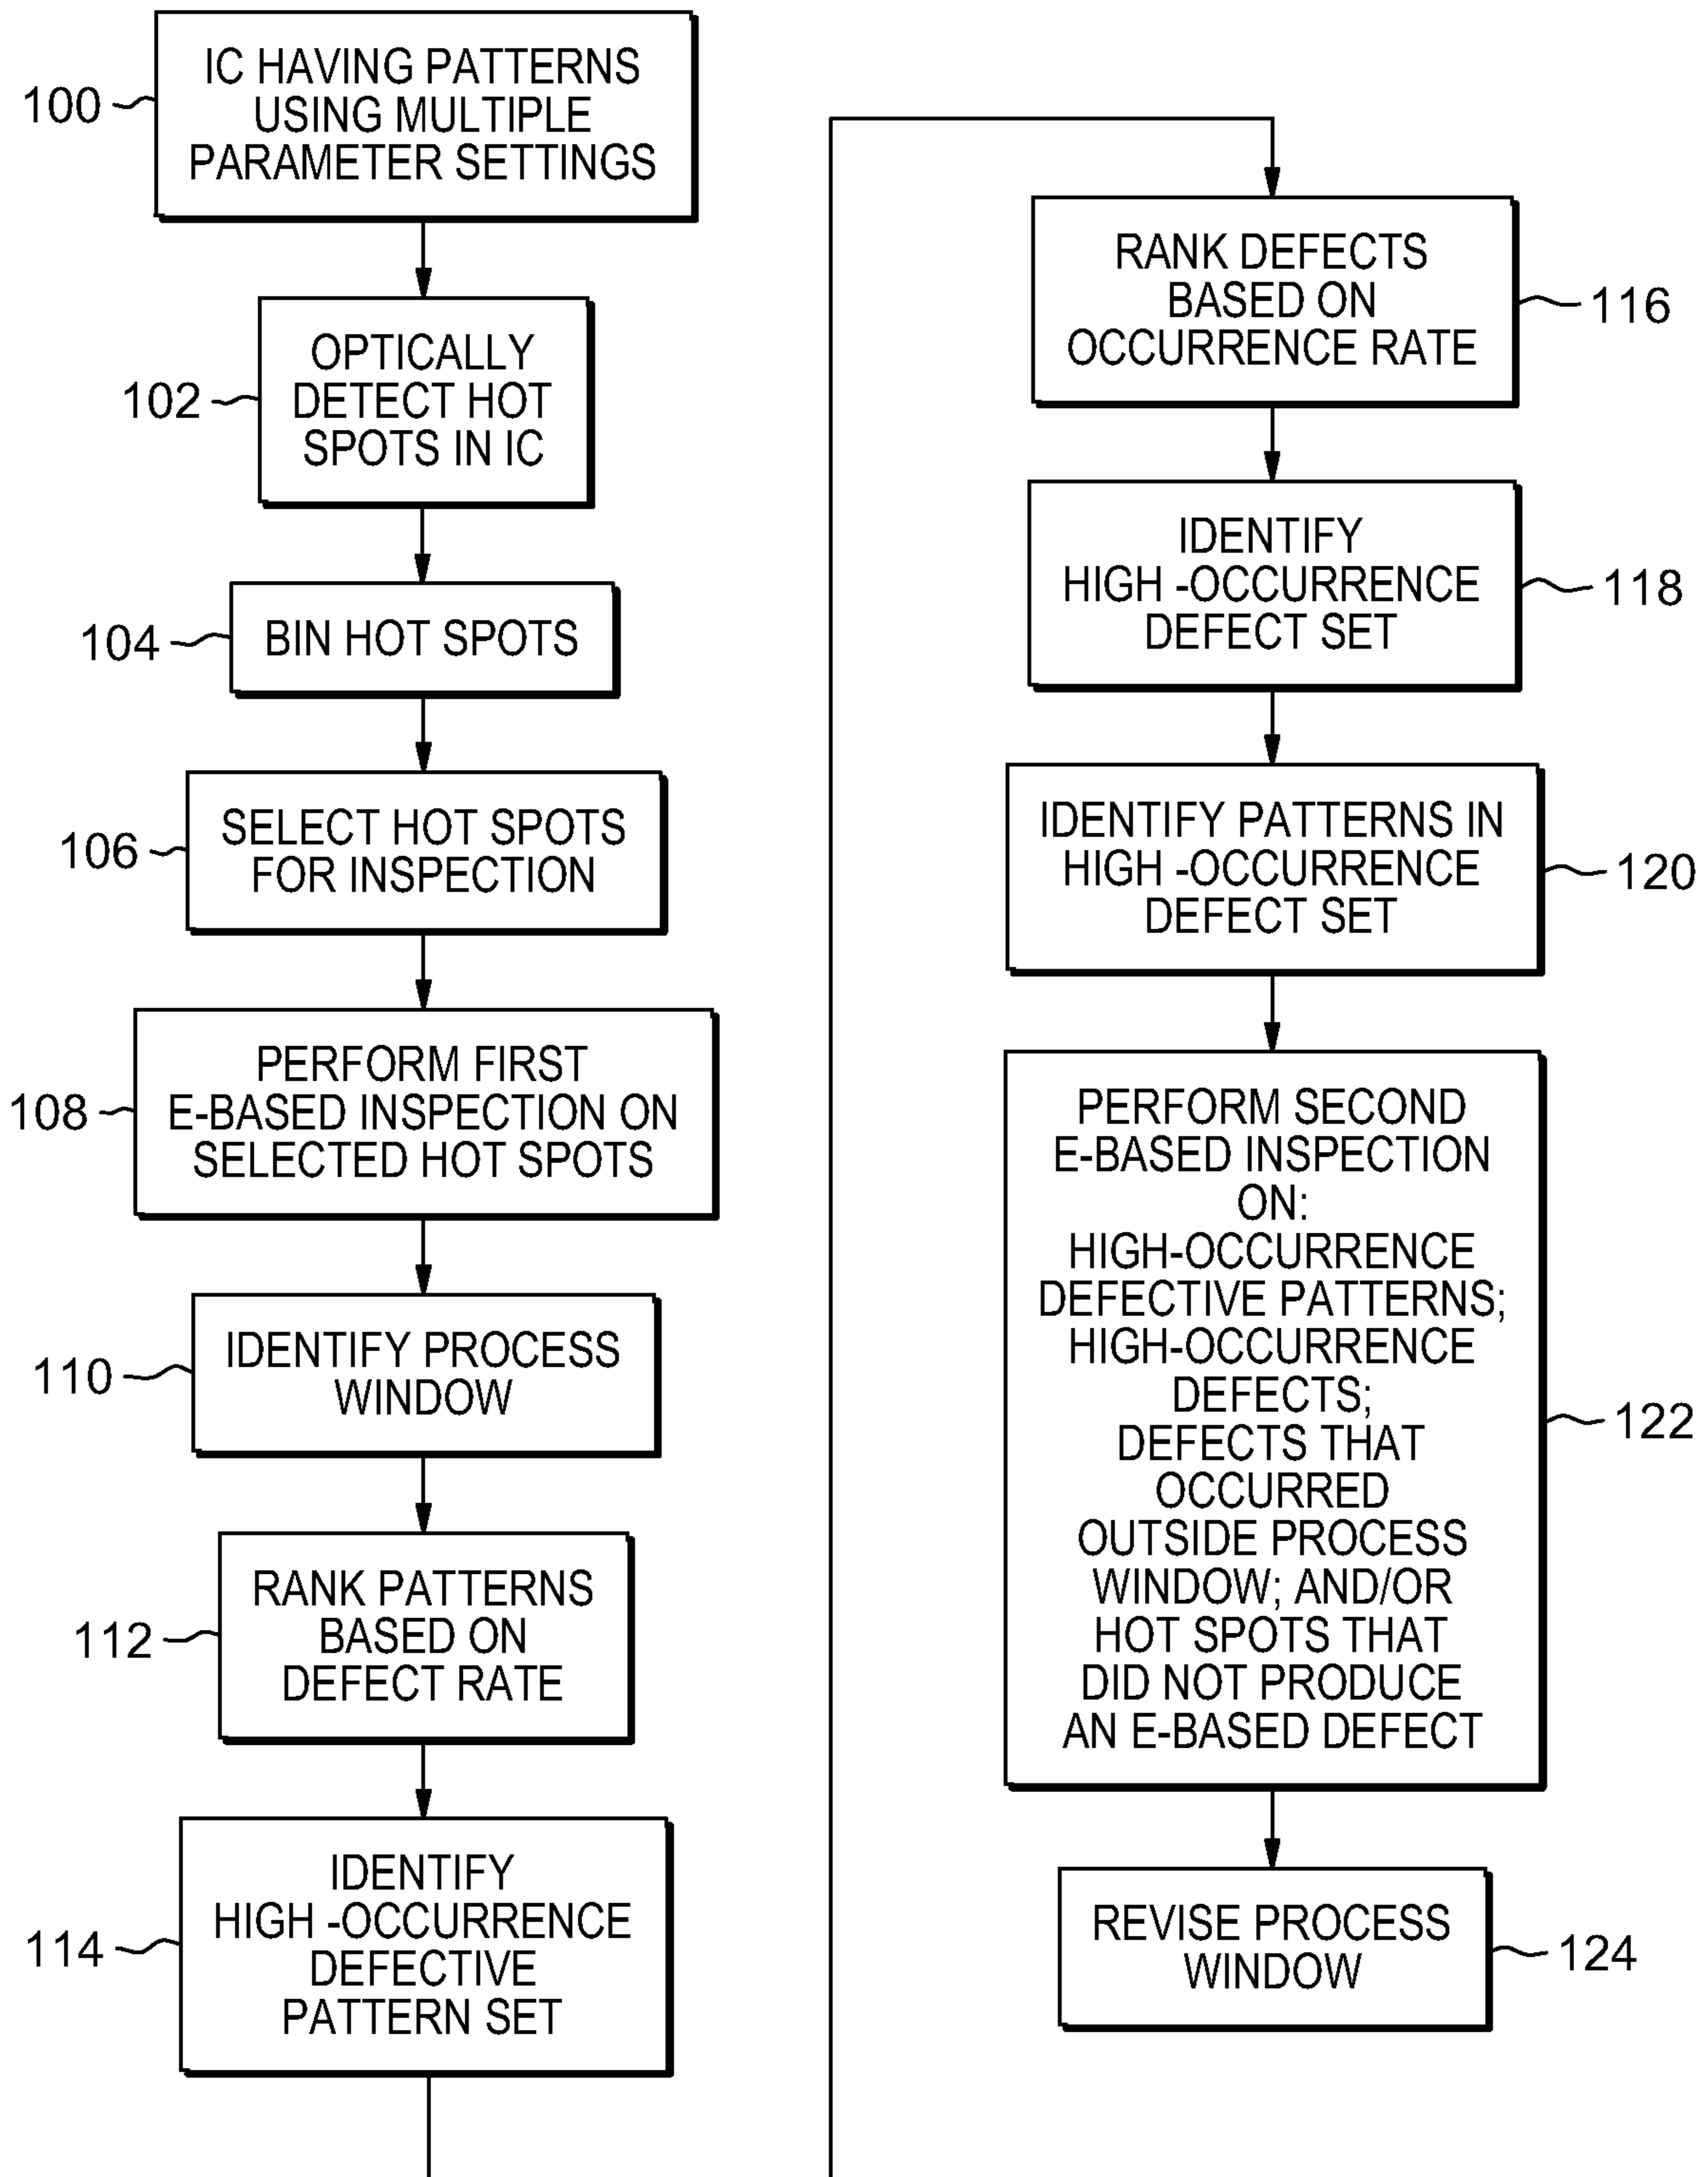 100
IC HAVING PATTERNS
USING MULTIPLE
PARAMETER SETTINGS
102
OPTICALLY
DETECT HOT
SPOTS IN IC
104
BIN HOT SPOTS
106
SELECT HOT SPOTS
FOR INSPECTION
108
PERFORM FIRST
E-BASED INSPECTION ON
SELECTED HOT SPOTS
110
IDENTIFY PROCESS
WINDOW
112
RANK PATTERNS
BASED ON
DEFECT RATE
114
IDENTIFY
HIGH -OCCURRENCE
DEFECTIVE
PATTERN SET
RANK DEFECTS
BASED ON
OCCURRENCE RATE
116
IDENTIFY
HIGH -OCCURRENCE
DEFECT SET
118
IDENTIFY PATTERNS IN
HIGH -OCCURRENCE
DEFECT SET
120
PERFORM SECOND
E-BASED INSPECTION
ON:
HIGH-OCCURRENCE
DEFECTIVE PATTERNS;
HIGH-OCCURRENCE
DEFECTS;
DEFECTS THAT
OCCURRED
OUTSIDE PROCESS
WINDOW; AND/OR
HOT SPOTS THAT
DID NOT PRODUCE
AN E-BASED DEFECT
122
REVISE PROCESS
WINDOW
124